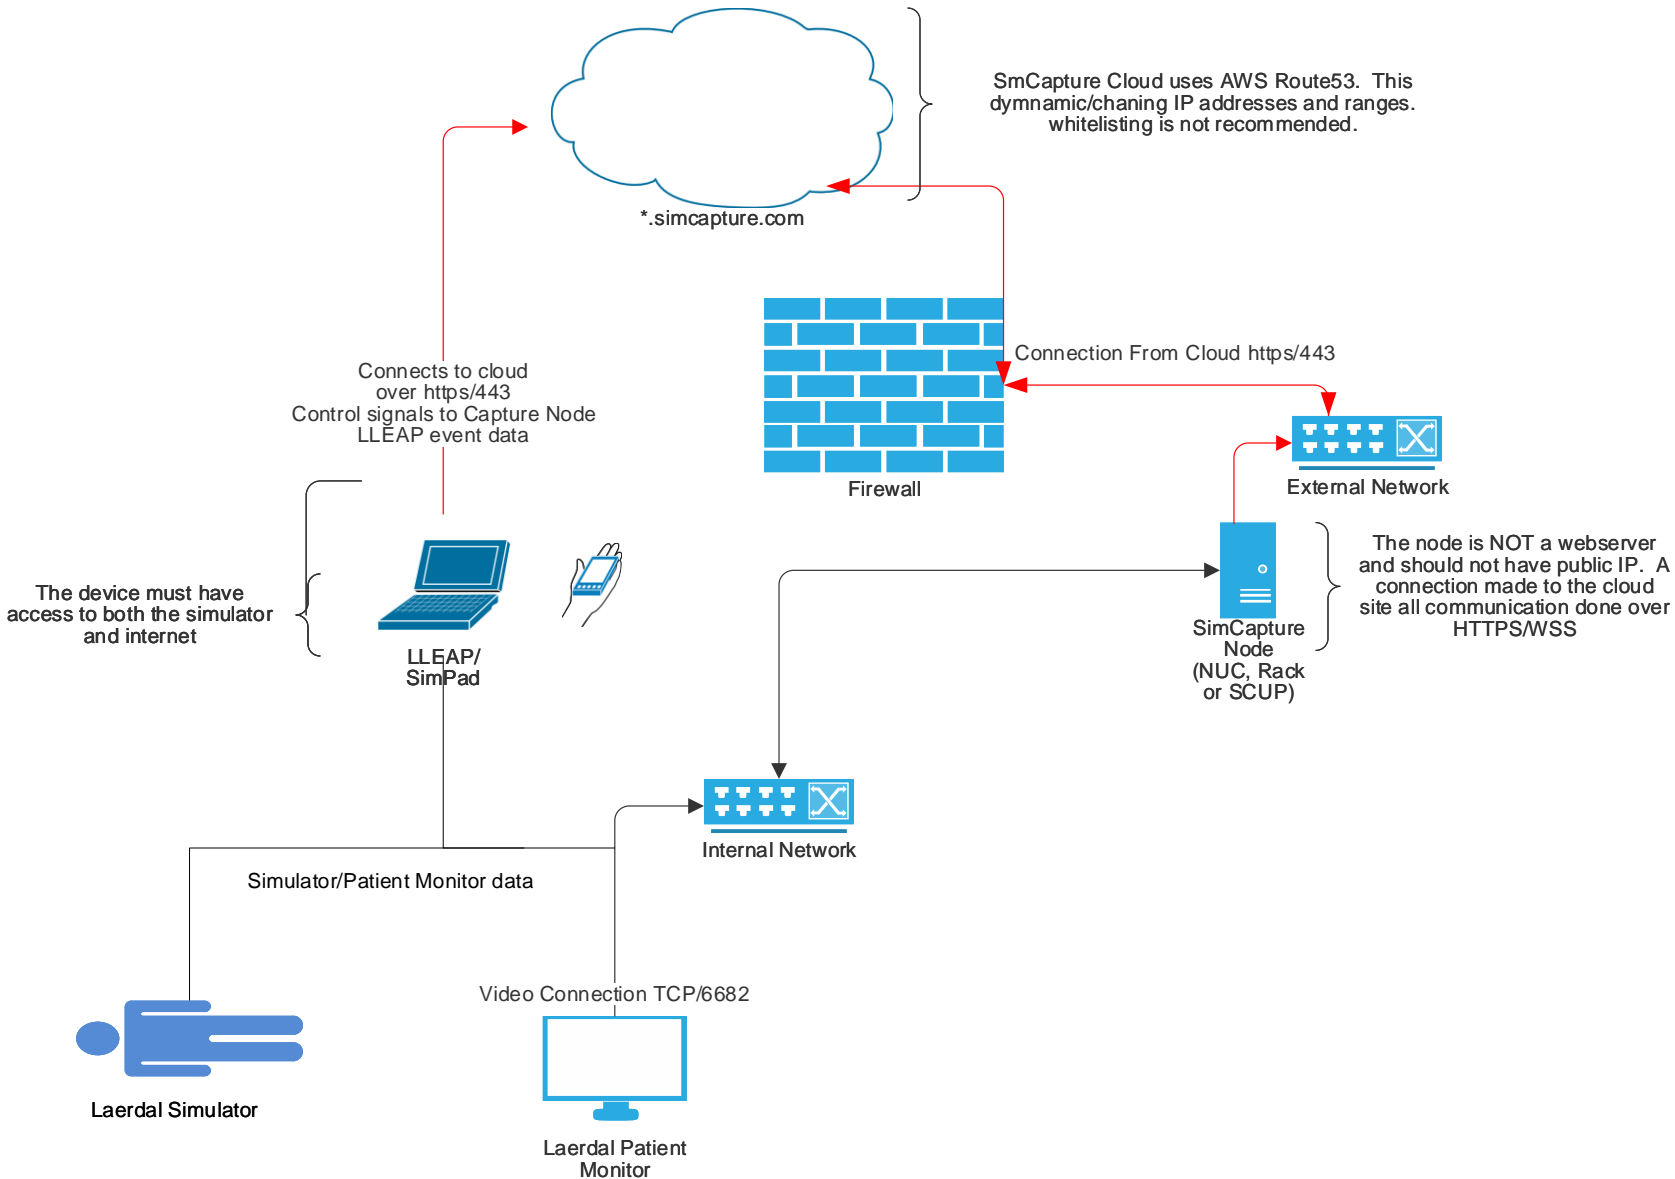 SmCapture Cloud uses AWS Route53. This
dymnamic/chaning IP addresses and ranges.
whitelisting is not recommended.
*.simcapture.com
Connection From Cloud https/443
Connects to cloud
over https/443
Control signals to Capture Node
LLEAP event data
Firewall
External Network
The node is NOT a webserver
and should not have public IP. A
connection made to the cloud
site all communication done over
HTTPS/WSS
The device must have
access to both the simulator
and internet
LLEAP/
SimPad
SimCapture
Node
(NUC, Rack
or SCUP)
Internal Network
Simulator/Patient Monitor data
Video Connection TCP/6682
Laerdal Simulator
Laerdal Patient
Monitor